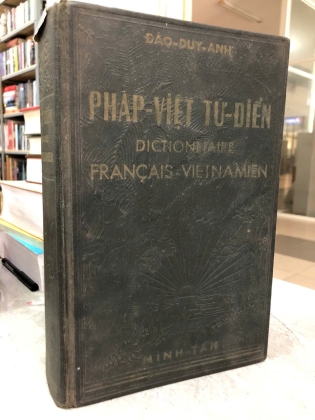 ĐÀO-DUY-ANH
PHÁP-VIỆT TỪ-ĐIỂN
DICTIONNAIRE
FRANÇAIS-VIETNAMIEN
MINH-TÂN